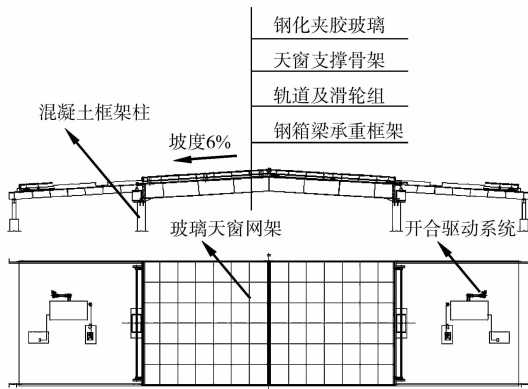 钢化夹胶玻璃
天窗支撑骨架
轨道及滑轮组
钢箱梁承重框架
混凝土框架柱
坡度6%
玻璃天窗网架
开合驱动系统